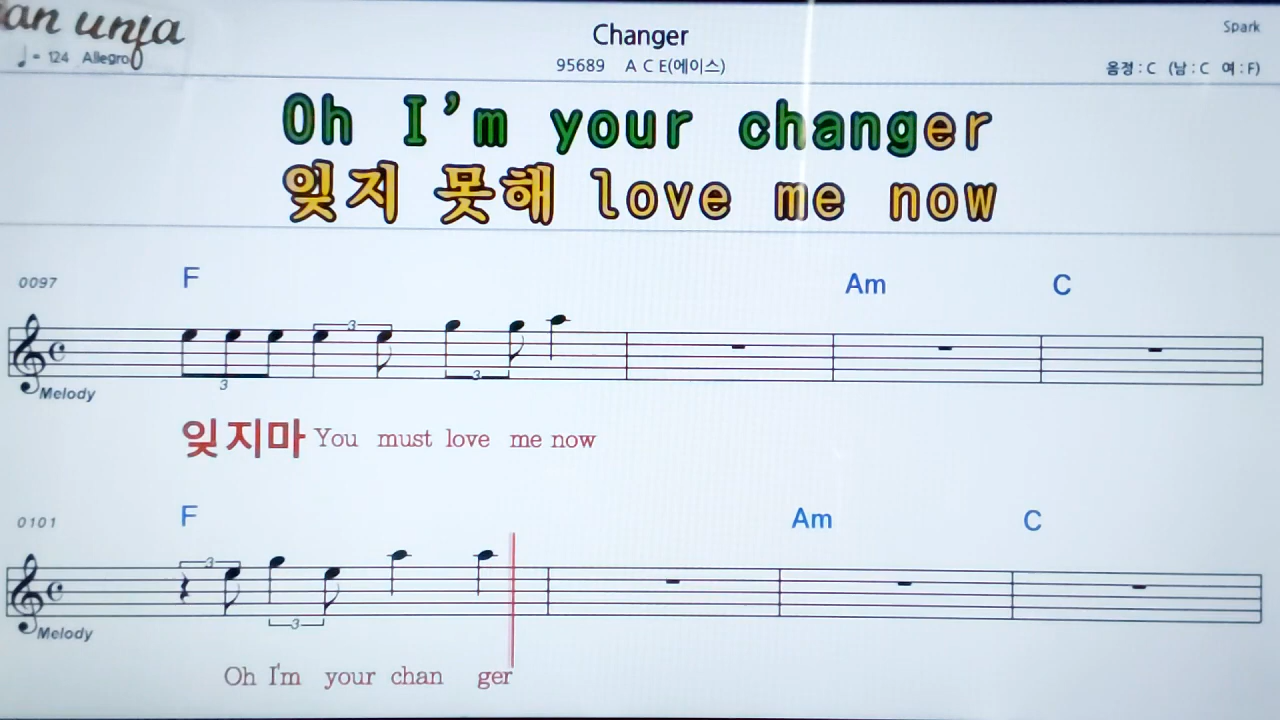 an unja
Changer
Spark
♩= 124 Allegro
95689 A C E(에이스)
음정 : C (남 : C 여 : F)
Oh I'm your changer
잊지 못해 love me now
0097 F Am C
3 3 3
Melody
잊지마 You must love me now
0101 F Am C
3 3
Melody
Oh I'm your chan ger